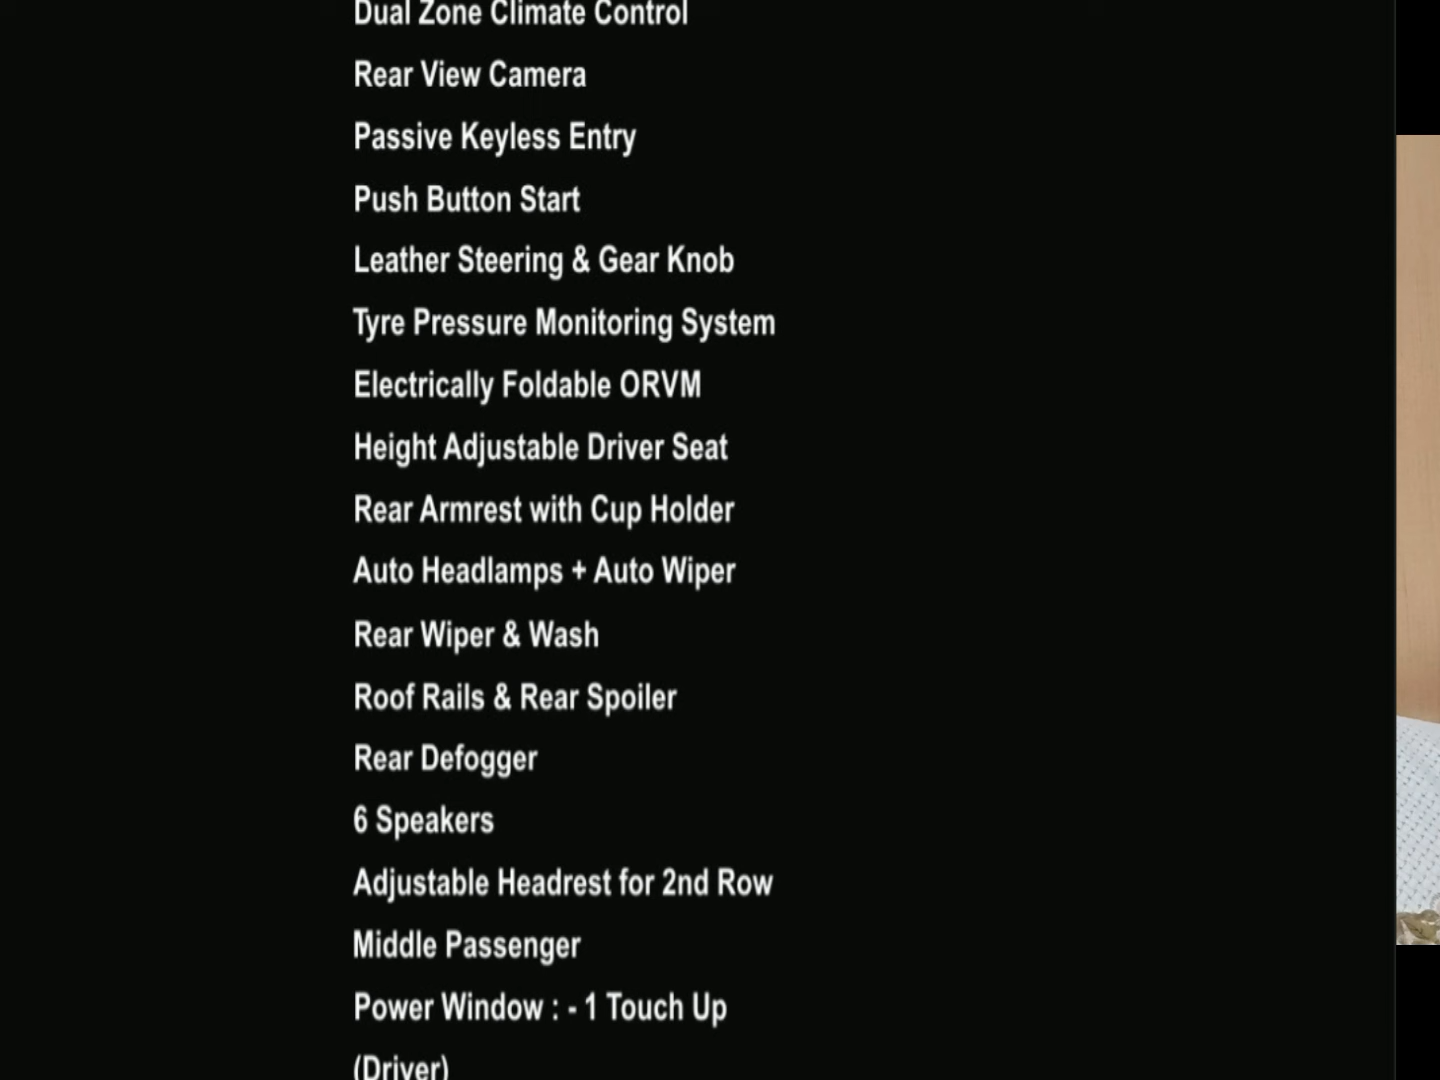 Dual Zone Climate Control
Rear View Camera
Passive Keyless Entry
Push Button Start
Leather Steering & Gear Knob
Tyre Pressure Monitoring System
Electrically Foldable ORVM
Height Adjustable Driver Seat
Rear Armrest with Cup Holder
Auto Headlamps + Auto Wiper
Rear Wiper & Wash
Roof Rails & Rear Spoiler
Rear Defogger
6 Speakers
Adjustable Headrest for 2nd Row
Middle Passenger
Power Window : - 1 Touch Up
(Driver)